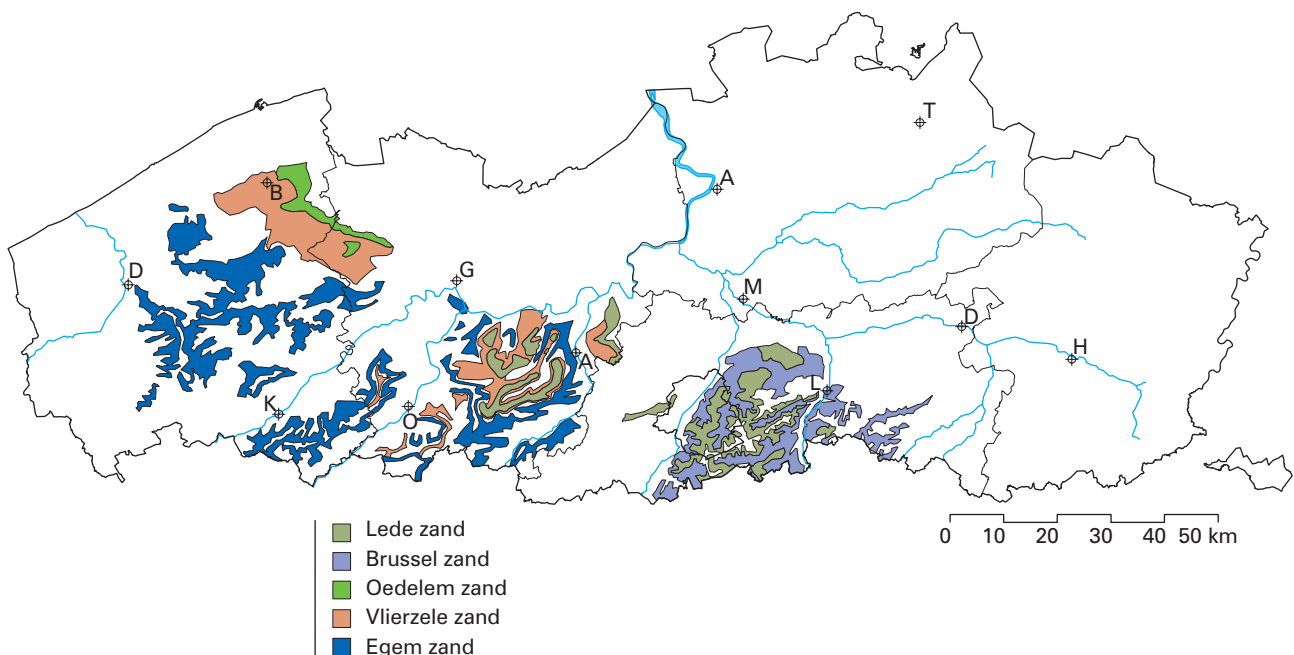 T
A
B
D
G
M
D
A
H
L
K
O
Lede zand
Brussel zand
Oedelem zand
Vlierzele zand
Egem zand
0 10 20 30 40 50 km